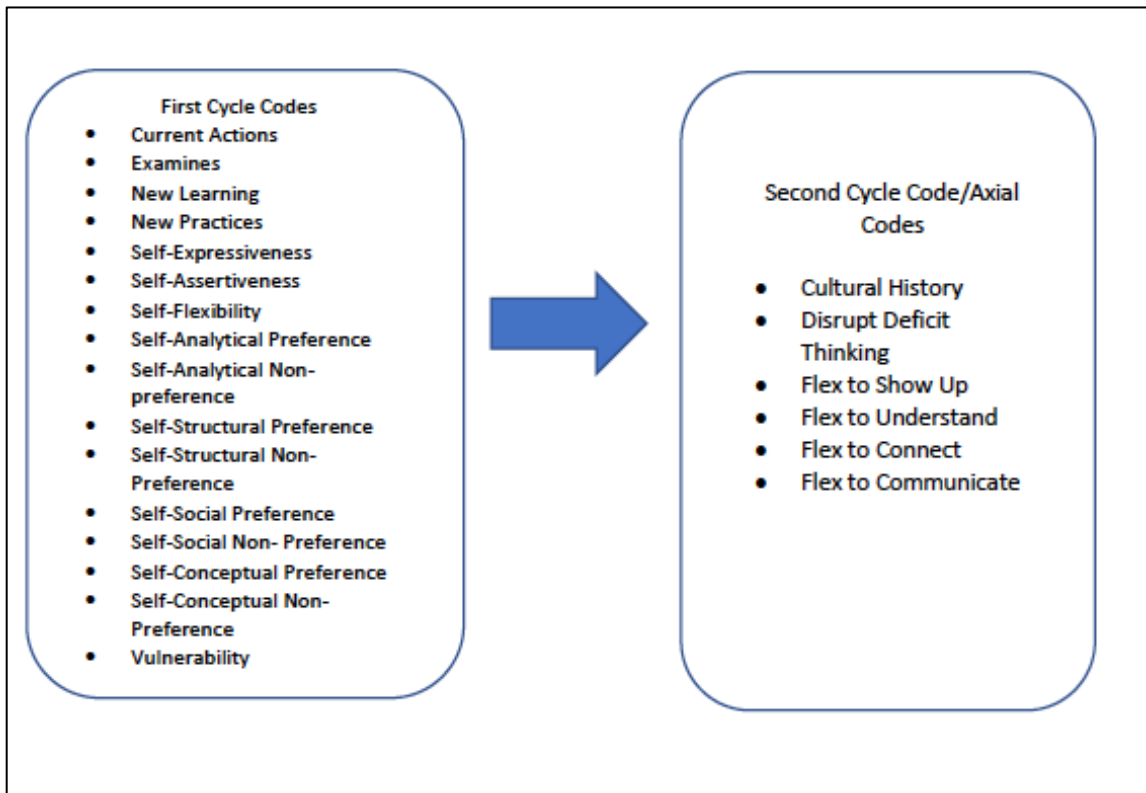 First Cycle Codes
• Current Actions
• Examines
• New Learning
• New Practices
• Self-Expressiveness
• Self-Assertiveness
• Self-Flexibility
• Self-Analytical Preference
• Self-Analytical Non-
preference
• Self-Structural Preference
• Self-Structural Non-
Preference
• Self-Social Preference
• Self-Social Non- Preference
• Self-Conceptual Preference
• Self-Conceptual Non-
Preference
• Vulnerability
Second Cycle Code/Axial
Codes
• Cultural History
• Disrupt Deficit
Thinking
• Flex to Show Up
• Flex to Understand
• Flex to Connect
• Flex to Communicate